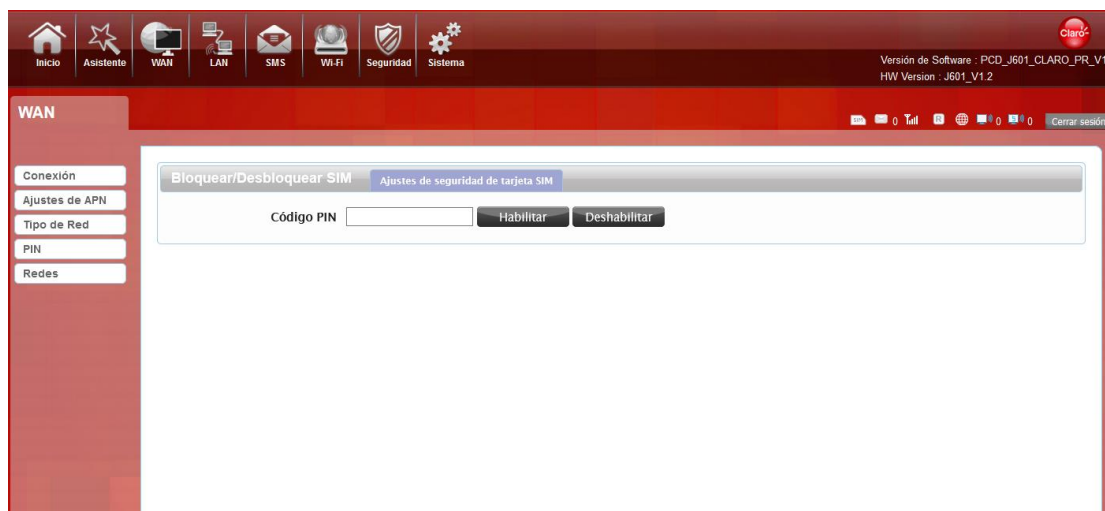 Inicio Asistente WAN LAN SMS Wi-Fi Seguridad Sistema
Claro
Versión de Software : PCD_J601_CLARO_PR_V1
HW Version : J601_V1.2
WAN
SIM 0 R 0 0 Cerrar sesión
Conexión
Ajustes de APN
Tipo de Red
PIN
Redes
Bloquear/Desbloquear SIM Ajustes de seguridad de tarjeta SIM
Código PIN Habilitar Deshabilitar